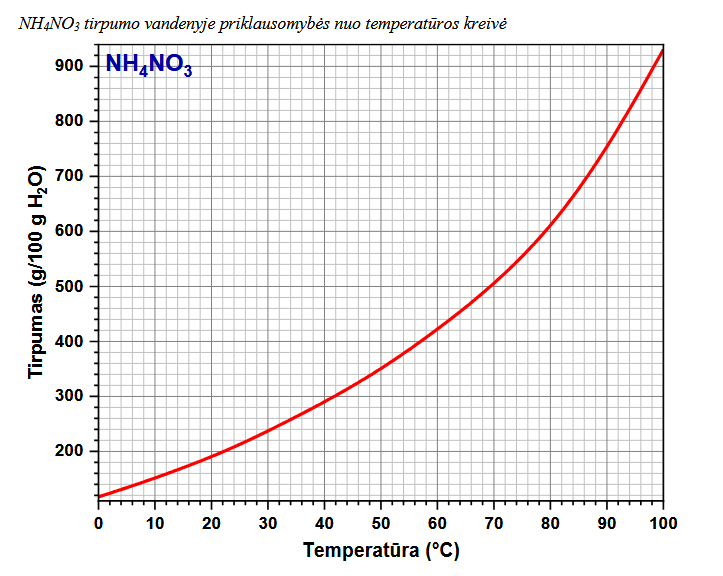 NH₄NO₃ tirpumo vandenyje priklausomybės nuo temperatūros kreivė
NH₄NO₃
900
800
700
600
500
400
300
200
Tirpumas (g/100 g H₂O)
0 10 20 30 40 50 60 70 80 90 100
Temperatūra (°C)